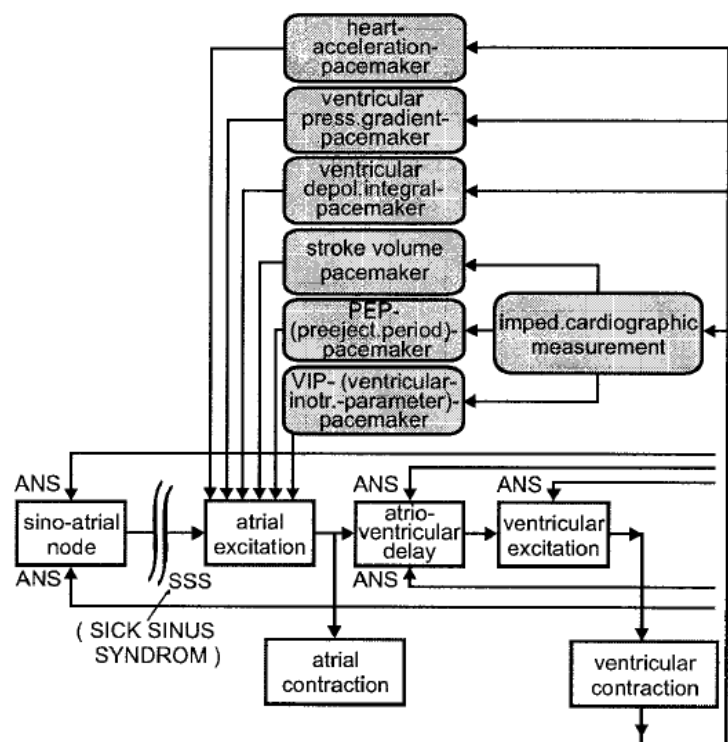 heart-
acceleration-
pacemaker
ventricular
press.gradient-
pacemaker
ventricular
depol.integral-
pacemaker
stroke volume
pacemaker
PEP-
(preeject.period)-
pacemaker
imped.cardiographic
measurement
VIP- (ventricular-
inotr.-parameter)-
pacemaker
ANS
sino-atrial
node
ANS
SSS
( SICK SINUS
SYNDROM )
atrial
excitation
ANS
atrio-
ventricular
delay
ANS
ANS
ventricular
excitation
atrial
contraction
ventricular
contraction